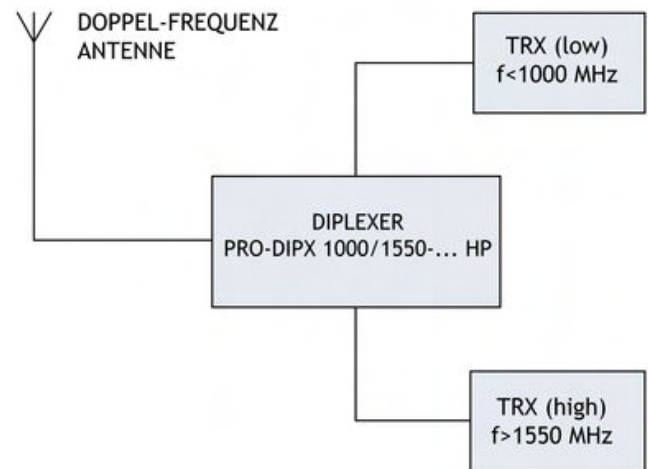 DOPPEL-FREQUENZ
ANTENNE
TRX (low)
f<1000 MHz
DIPLEXER
PRO-DIPX 1000/1550-... HP
TRX (high)
f>1550 MHz